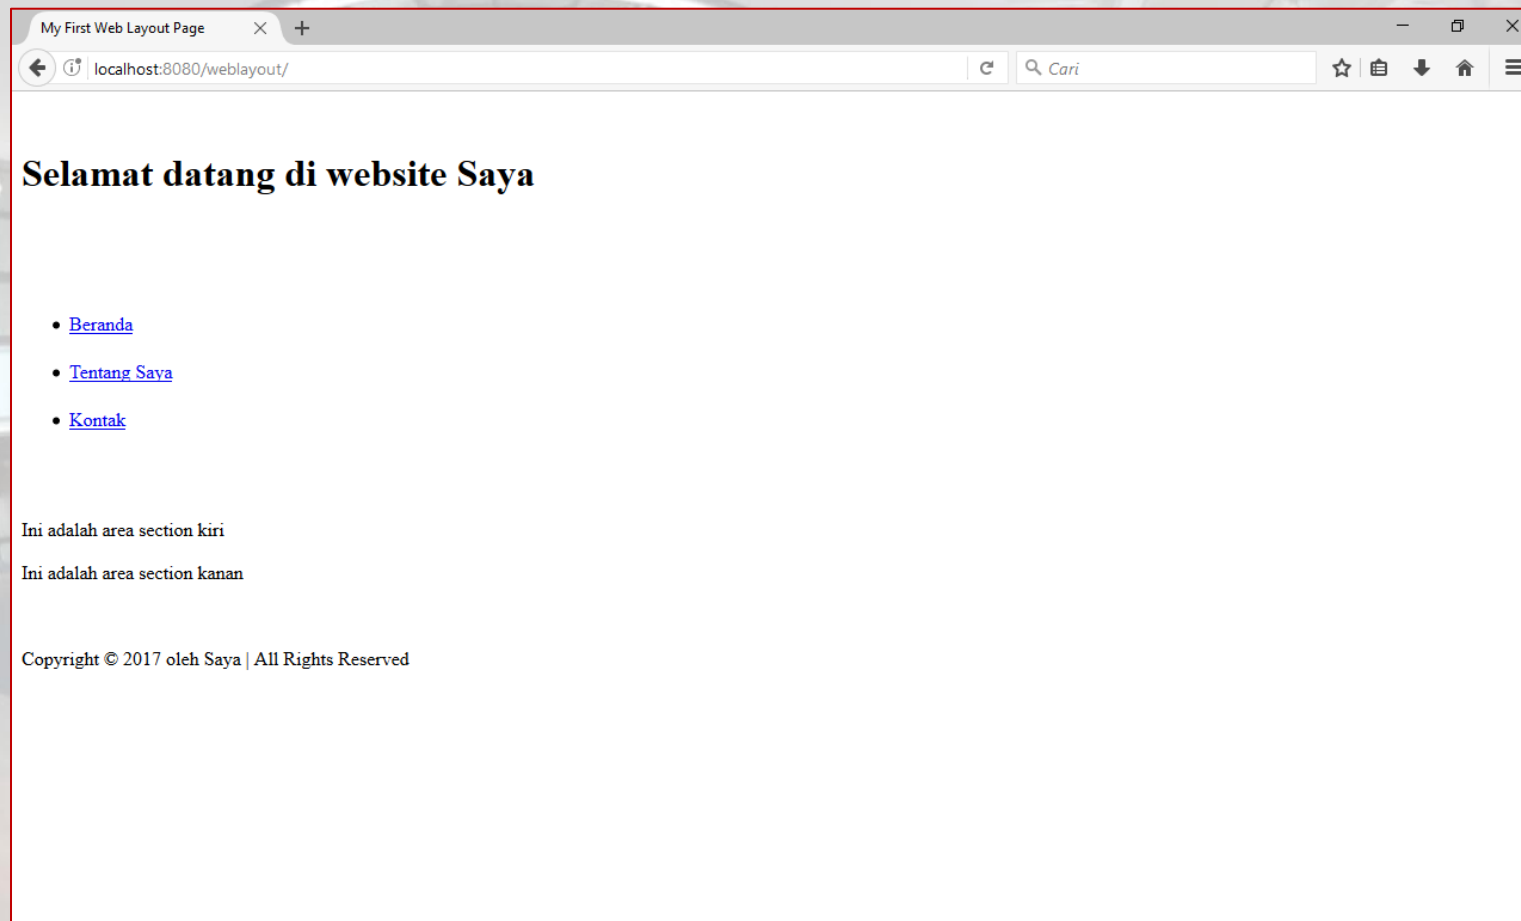 My First Web Layout Page
localhost:8080/weblayout/
Cari
Selamat datang di website Saya
Beranda
Tentang Saya
Kontak
Ini adalah area section kiri
Ini adalah area section kanan
Copyright © 2017 oleh Saya | All Rights Reserved